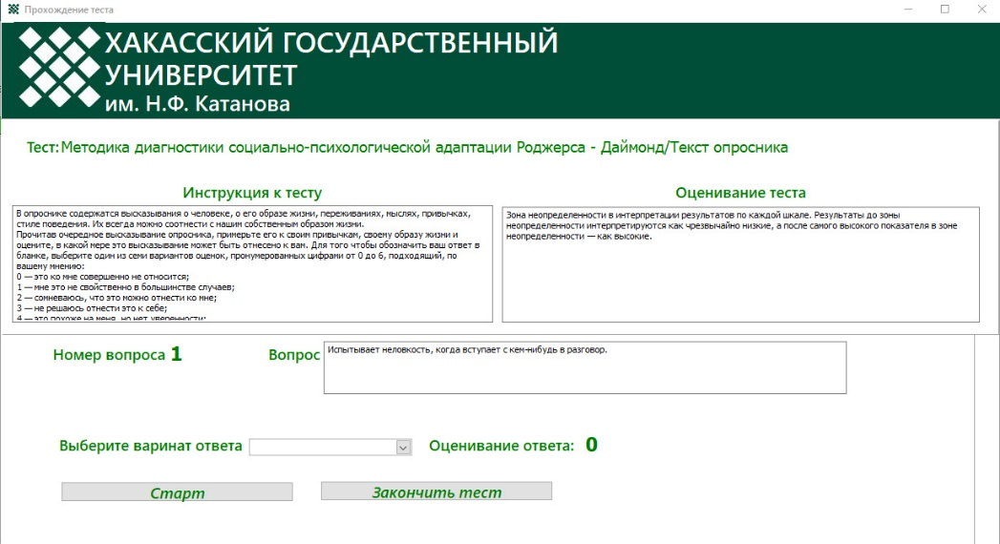 Прохождение теста
ХАКАССКИЙ ГОСУДАРСТВЕННЫЙ
УНИВЕРСИТЕТ
им. Н.Ф. Катанова
Тест: Методика диагностики социально-психологической адаптации Роджерса - Даймонд/Текст опросника
Инструкция к тесту
В опроснике содержатся высказывания о человеке, о его образе жизни, переживаниях, мыслях, привычках,
стиле поведения. Их всегда можно соотнести с нашим собственным образом жизни.
Прочитав очередное высказывание опросника, примерьте его к своим привычкам, своему образу жизни и
оцените, в какой мере это высказывание может быть отнесено к вам. Для того чтобы обозначить ваш ответ в
бланке, выберите один из семи вариантов оценок, пронумерованных цифрами от 0 до 6, подходящий, по
вашему мнению:
0 — это ко мне совершенно не относится;
1 — мне это не свойственно в большинстве случаев;
2 — сомневаюсь, что это можно отнести ко мне;
3 — не решаюсь отнести это к себе;
4 — это похоже на меня, но нет уверенности;
Оценивание теста
Зона неопределенности в интерпретации результатов по каждой шкале. Результаты до зоны
неопределенности интерпретируются как чрезвычайно низкие, а после самого высокого показателя в зоне
неопределенности — как высокие.
Номер вопроса 1
Вопрос
Испытывает неловкость, когда вступает с кем-нибудь в разговор.
Выберите варинат ответа
Оценивание ответа: 0
Старт
Закончить тест